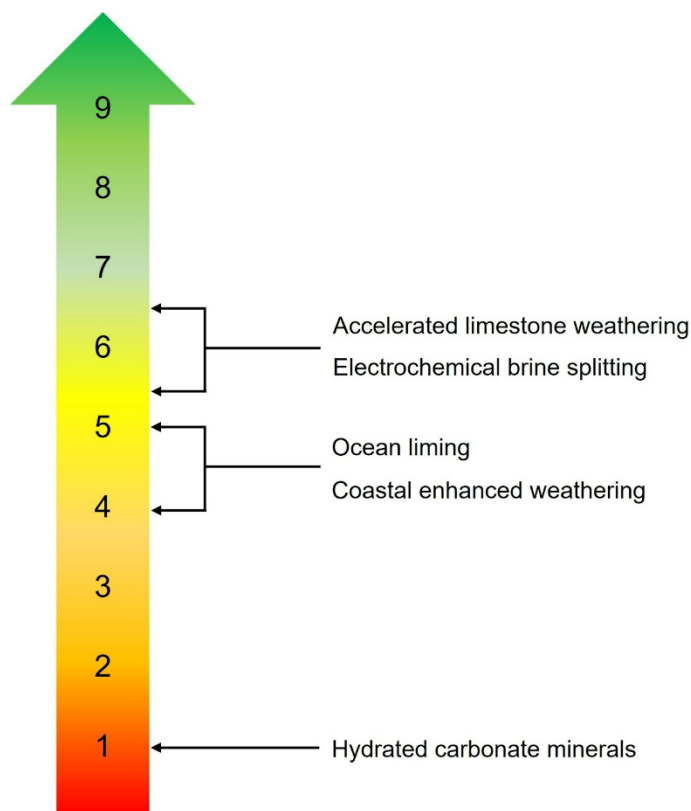 9
8
7
6
Accelerated limestone weathering
Electrochemical brine splitting
5
4
Ocean liming
Coastal enhanced weathering
3
2
1
Hydrated carbonate minerals